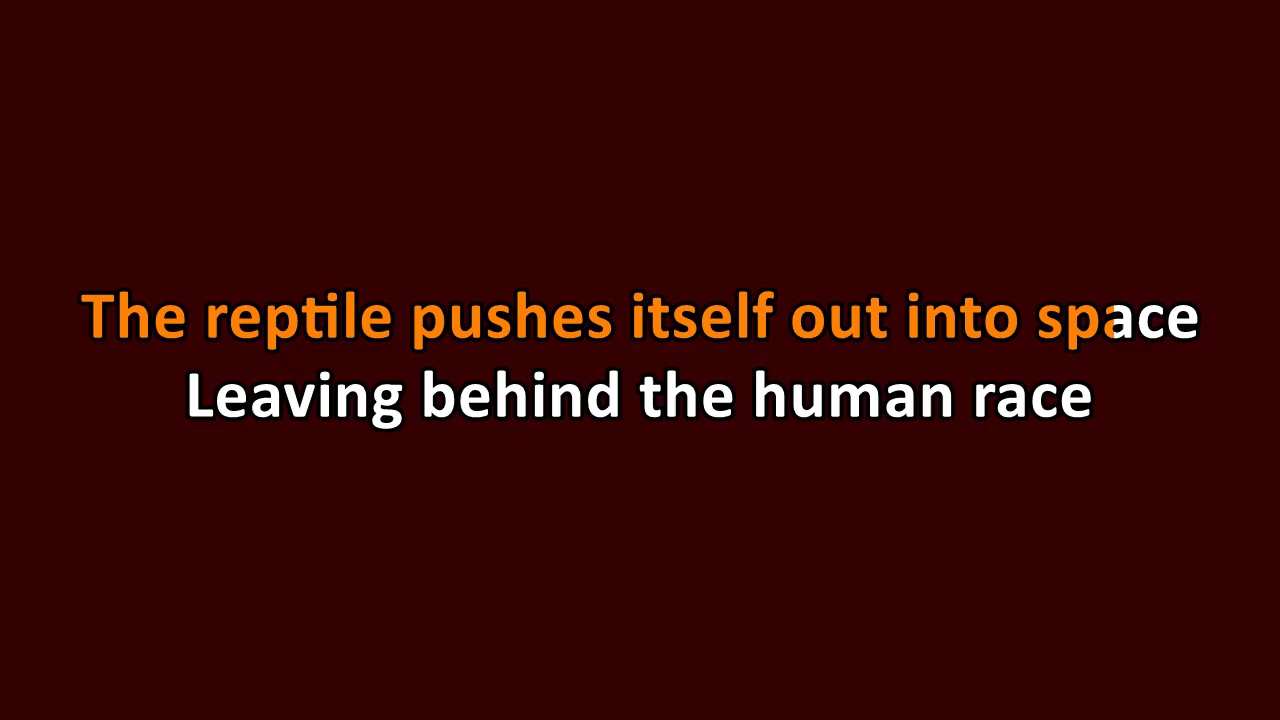 The reptile pushes itself out into space
Leaving behind the human race